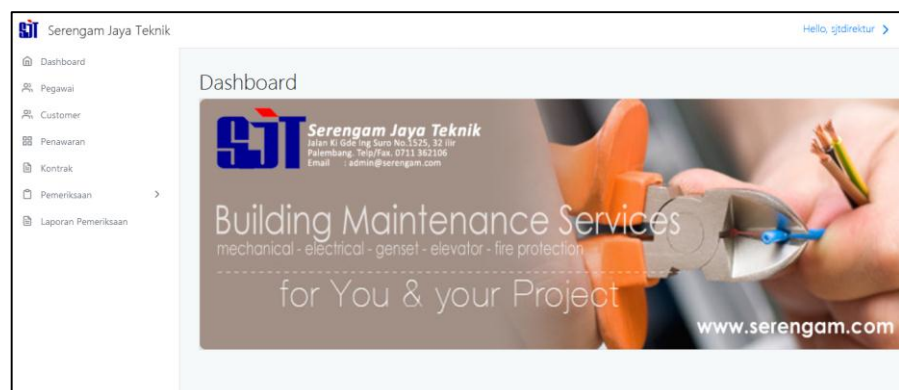 SJT Serengam Jaya Teknik
Hello, sjtdirektur
Dashboard
Pegawai
Customer
Penawaran
Kontrak
Pemeriksaan
Laporan Pemeriksaan
Dashboard
SJT
Serengam Jaya Teknik
Jalan Ki Gde Ing Suro No.1525, 32 ilir
Palembang. Telp/Fax. 0711 362106
Email : admin@serengam.com
Building Maintenance Services
mechanical - electrical - genset - elevator - fire protection
for You & your Project
www.serengam.com